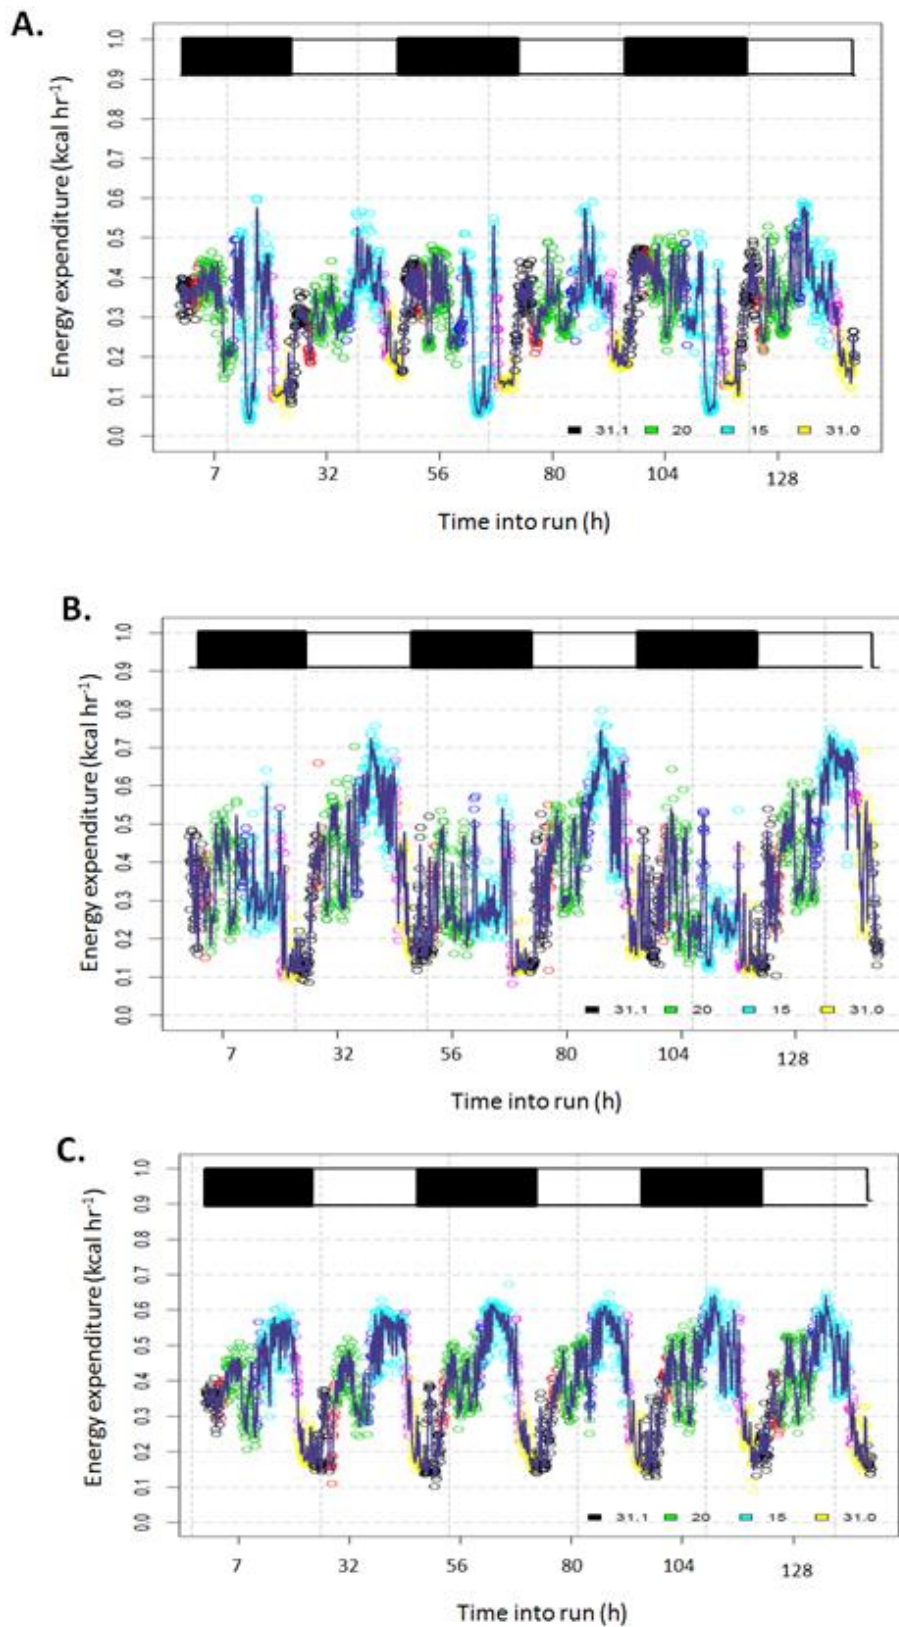 A.
Energy expenditure (kcal hr-1)
1.0
0.9
0.8
0.7
0.6
0.5
0.4
0.3
0.2
0.1
0.0
31.1 20 15 31.0
7 32 56 80 104 128
Time into run (h)
B.
Energy expenditure (kcal hr-1)
1.0
0.9
0.8
0.7
0.6
0.5
0.4
0.3
0.2
0.1
0.0
31.1 20 15 31.0
7 32 56 80 104 128
Time into run (h)
C.
Energy expenditure (kcal hr-1)
1.0
0.9
0.8
0.7
0.6
0.5
0.4
0.3
0.2
0.1
0.0
31.1 20 15 31.0
7 32 56 80 104 128
Time into run (h)